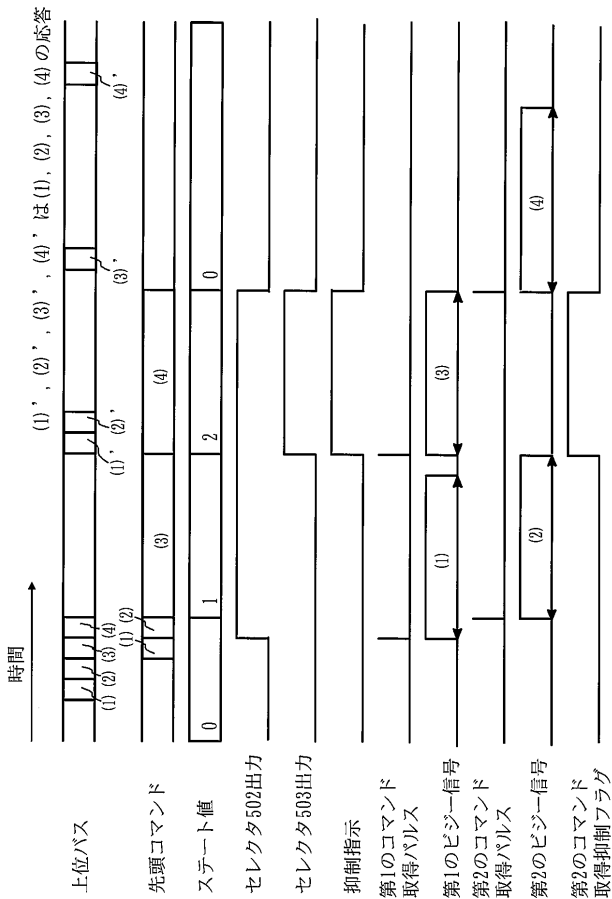 (1)’, (2)’, (3)’, (4)’は(1), (2), (3), (4)の応答
時間
上位バス
(1)
(2)
(3)
(4)
(1)’
(2)’
(3)’
(4)’
先頭コマンド
(1)
(2)
(3)
(4)
ステート値
0
1
2
0
セレクタ502出力
セレクタ503出力
抑制指示
第1のコマンド
取得パルス
第1のビジー信号
(1)
(3)
第2のコマンド
取得パルス
第2のビジー信号
(2)
(4)
第2のコマンド
取得抑制フラグ